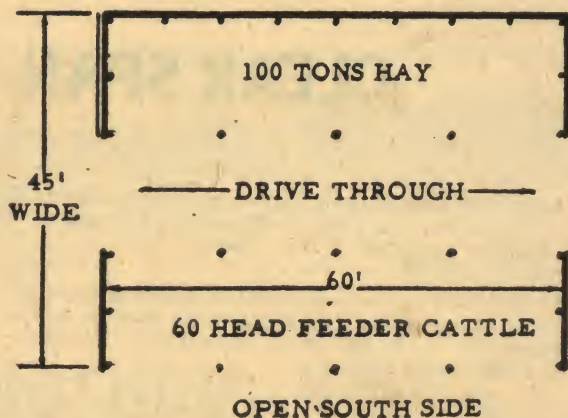 100 TONS HAY
45'
WIDE
DRIVE THROUGH
60'
60 HEAD FEEDER CATTLE
OPEN SOUTH SIDE